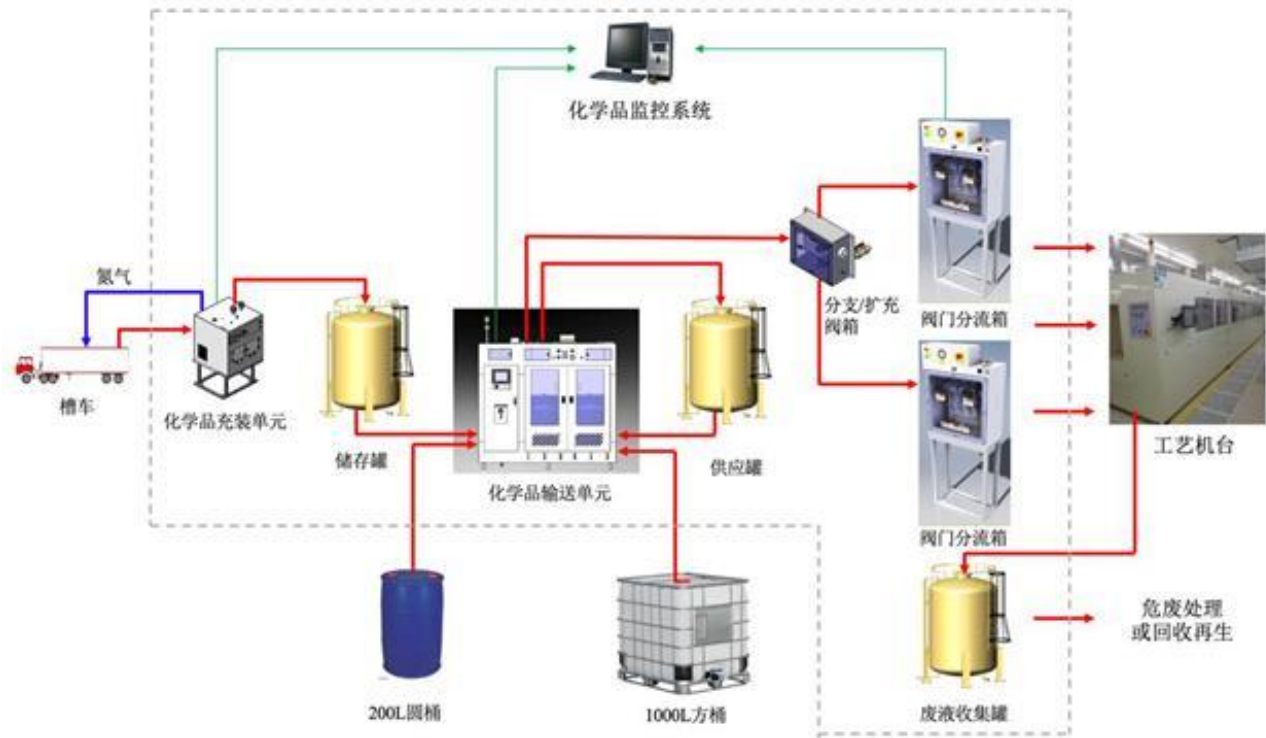 化学品监控系统
氮气
槽车
化学品充装单元
储存罐
化学品输送单元
供应罐
分支/扩充
阀箱
阀门分流箱
工艺机台
阀门分流箱
200L圆桶
1000L方桶
废液收集罐
危废处理
或回收再生